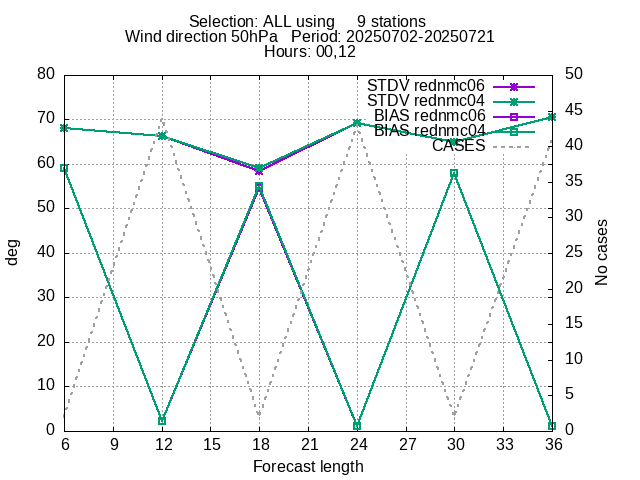 Selection: ALL using     9 stations
Wind direction 50hPa   Period: 20250702-20250721
Hours: 00,12
STDV rednmc06
STDV rednmc04
BIAS rednmc06
BIAS rednmc04
CASES
deg
0
10
20
30
40
50
60
70
80
No cases
0
5
10
15
20
25
30
35
40
45
50
6 9 12 15 18 21 24 27 30 33 36
Forecast length